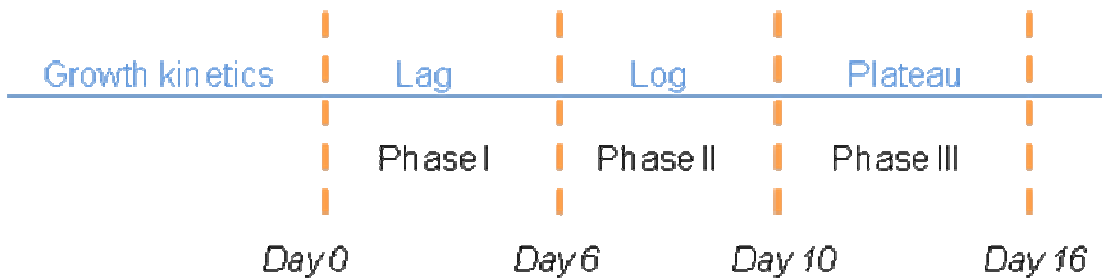 Growth kinetics Lag Log Plateau
Phase I Phase II Phase III
Day 0 Day 6 Day 10 Day 16